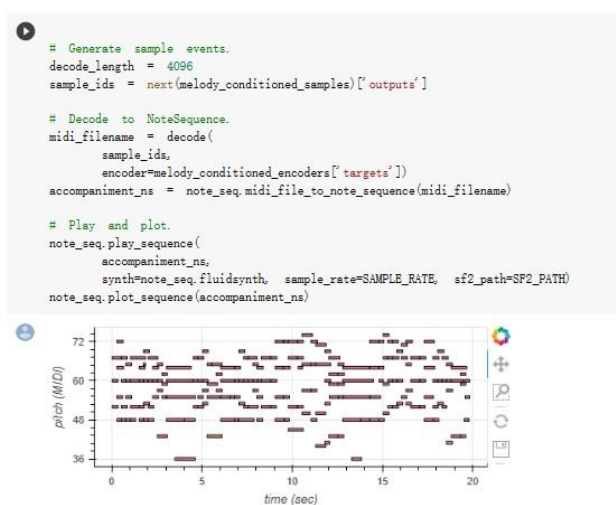 # Generate sample events.
decode_length = 4096
sample_ids = next(melody_conditioned_samples)['outputs']
# Decode to NoteSequence.
midi_filename = decode(
sample_ids,
encoder=melody_conditioned_encoders['targets'])
accompaniment_ns = note_seq.midi_file_to_note_sequence(midi_filename)
# Play and plot.
note_seq.play_sequence(
accompaniment_ns,
synth=note_seq.fluidsynth, sample_rate=SAMPLE_RATE, sf2_path=SF2_PATH)
note_seq.plot_sequence(accompaniment_ns)
72
60
48
36
pitch (MIDI)
0 5 10 15 20
time (sec)